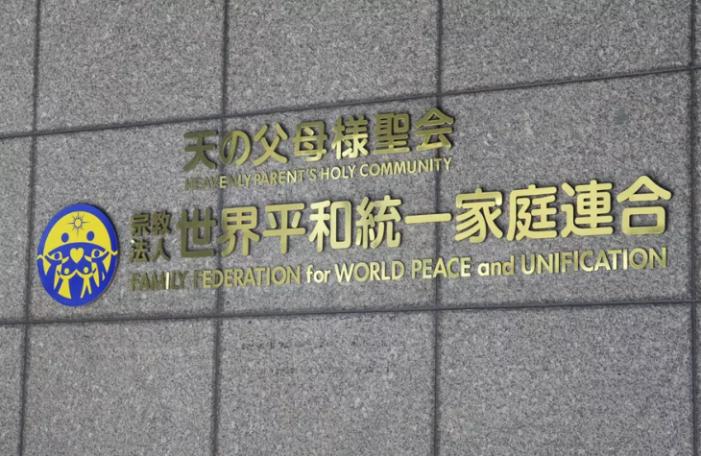 天の父母様聖会
HEAVENLY PARENT'S HOLY COMMUNITY
宗教法人 世界平和統一家庭連合
FAMILY FEDERATION for WORLD PEACE and UNIFICATION